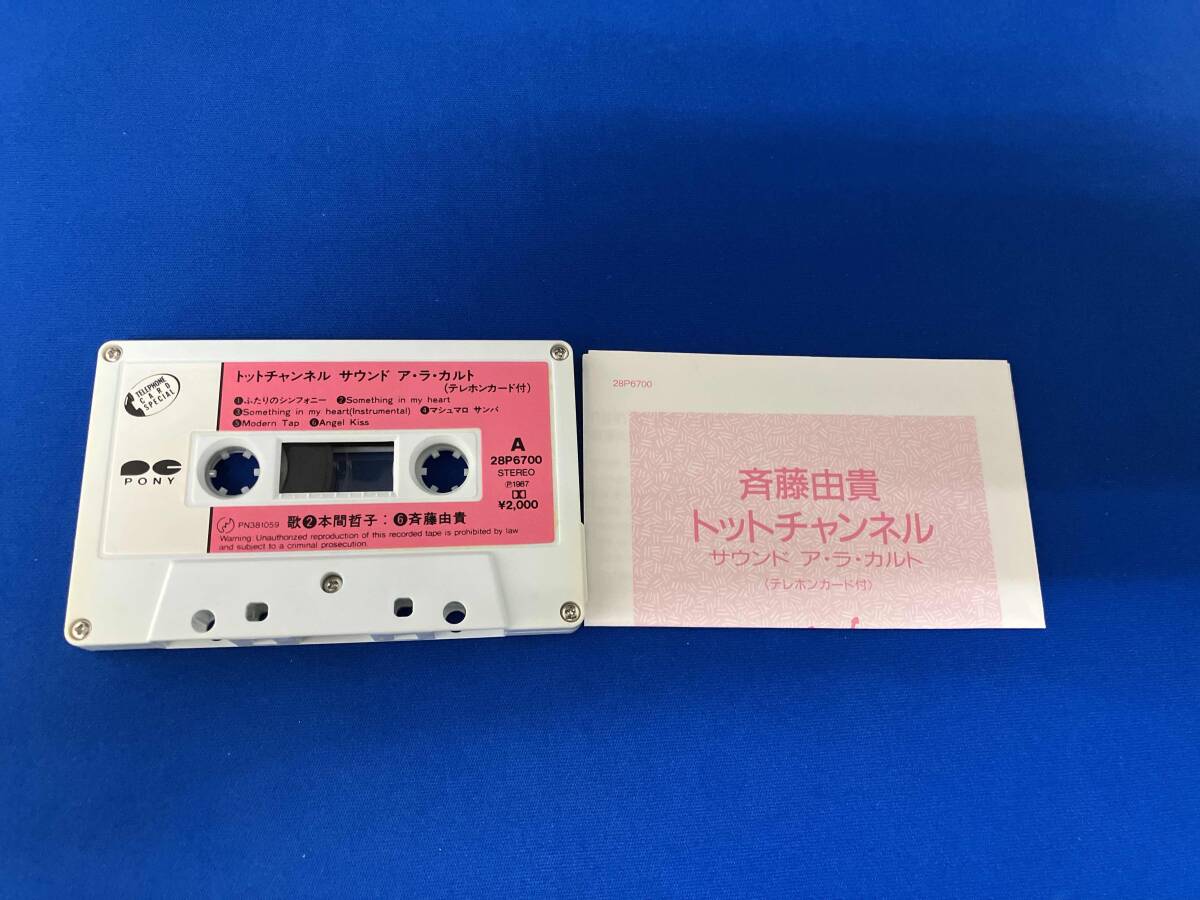 TELEPHONE
CARD
SPECIAL
PONY
トットチャンネル サウンド ア・ラ・カルト
(テレホンカード付)
❶ふたりのシンフォニー ❷Something in my heart
❸Something in my heart(Instrumental) ❹マシュマロ サンバ
❺Modern Tap ❻Angel Kiss
A
28P6700
STEREO
Ⓟ1987
¥2,000
PN381059 歌❷本間哲子:❻斉藤由貴
Warning: Unauthorized reproduction of this recorded tape is prohibited by law
and subject to a criminal prosecution.
28P6700
斉藤由貴
トットチャンネル
サウンド ア・ラ・カルト
(テレホンカード付)